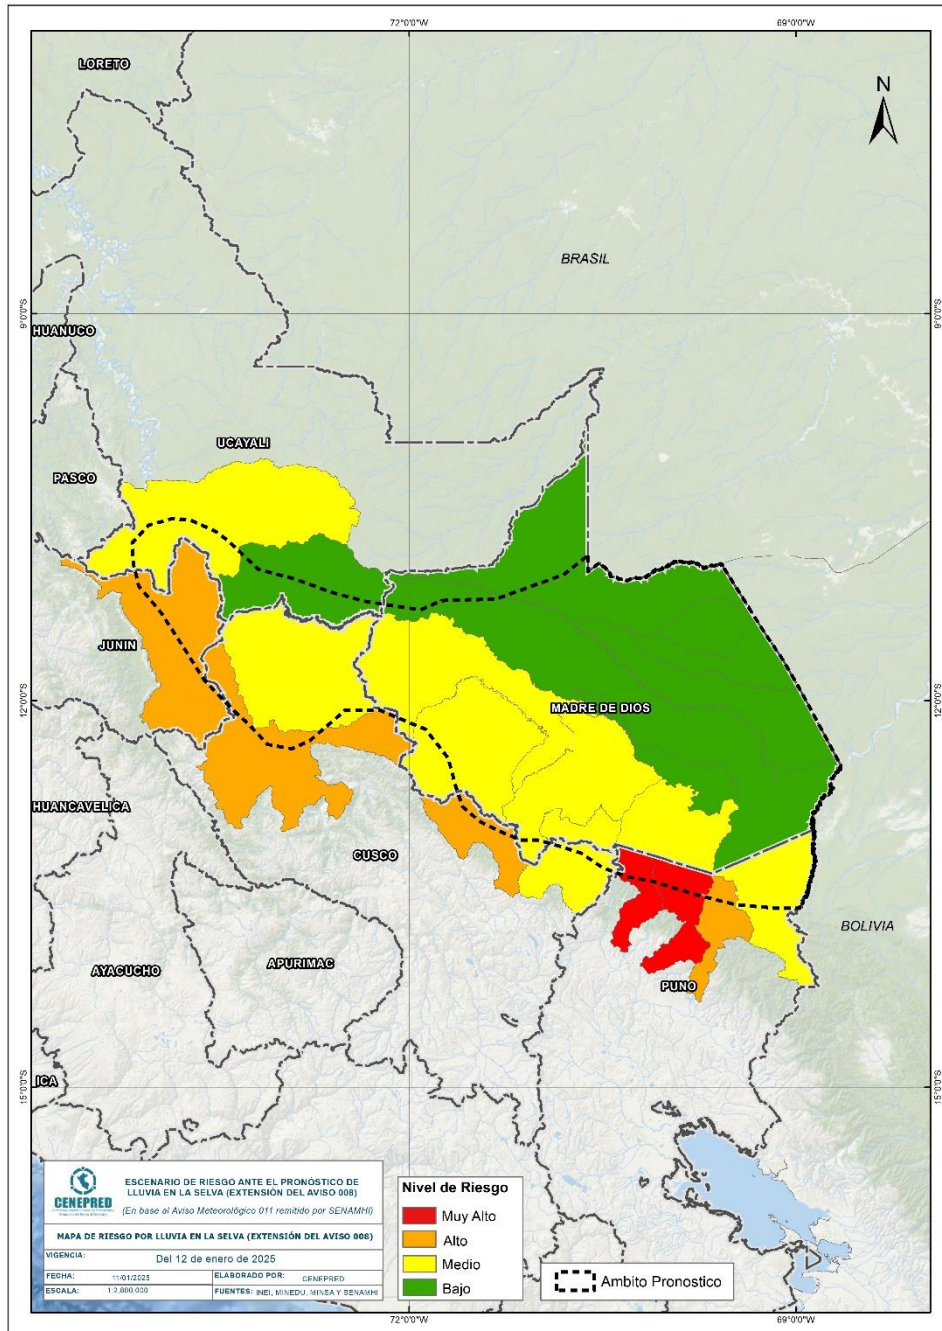 72°0'0"W
69°0'0"W
LORETO
N
BRASIL
9°0'0"S
9°0'0"S
HUANUCO
UCAYALI
PASCO
JUNIN
12°0'0"S
12°0'0"S
MADRE DE DIOS
HUANCAVELICA
CUSCO
BOLIVIA
AYACUCHO
APURIMAC
PUNO
ICA
15°0'0"S
15°0'0"S
CENEPRED
ESCENARIO DE RIESGO ANTE EL PRONÓSTICO DE
LLUVIA EN LA SELVA (EXTENSIÓN DEL AVISO 008)
(En base al Aviso Meteorológico 011 remitido por SENAMHI)
MAPA DE RIESGO POR LLUVIA EN LA SELVA (EXTENSIÓN DEL AVISO 008)
VIGENCIA: Del 12 de enero de 2025
FECHA: 11/01/2025 ELABORADO POR: CENEPRED
ESCALA: 1:2,800,000 FUENTES: INEI, MINEDU, MINSA Y SENAMHI
Nivel de Riesgo
Muy Alto
Alto
Medio
Bajo
Ambito Pronostico
72°0'0"W
69°0'0"W